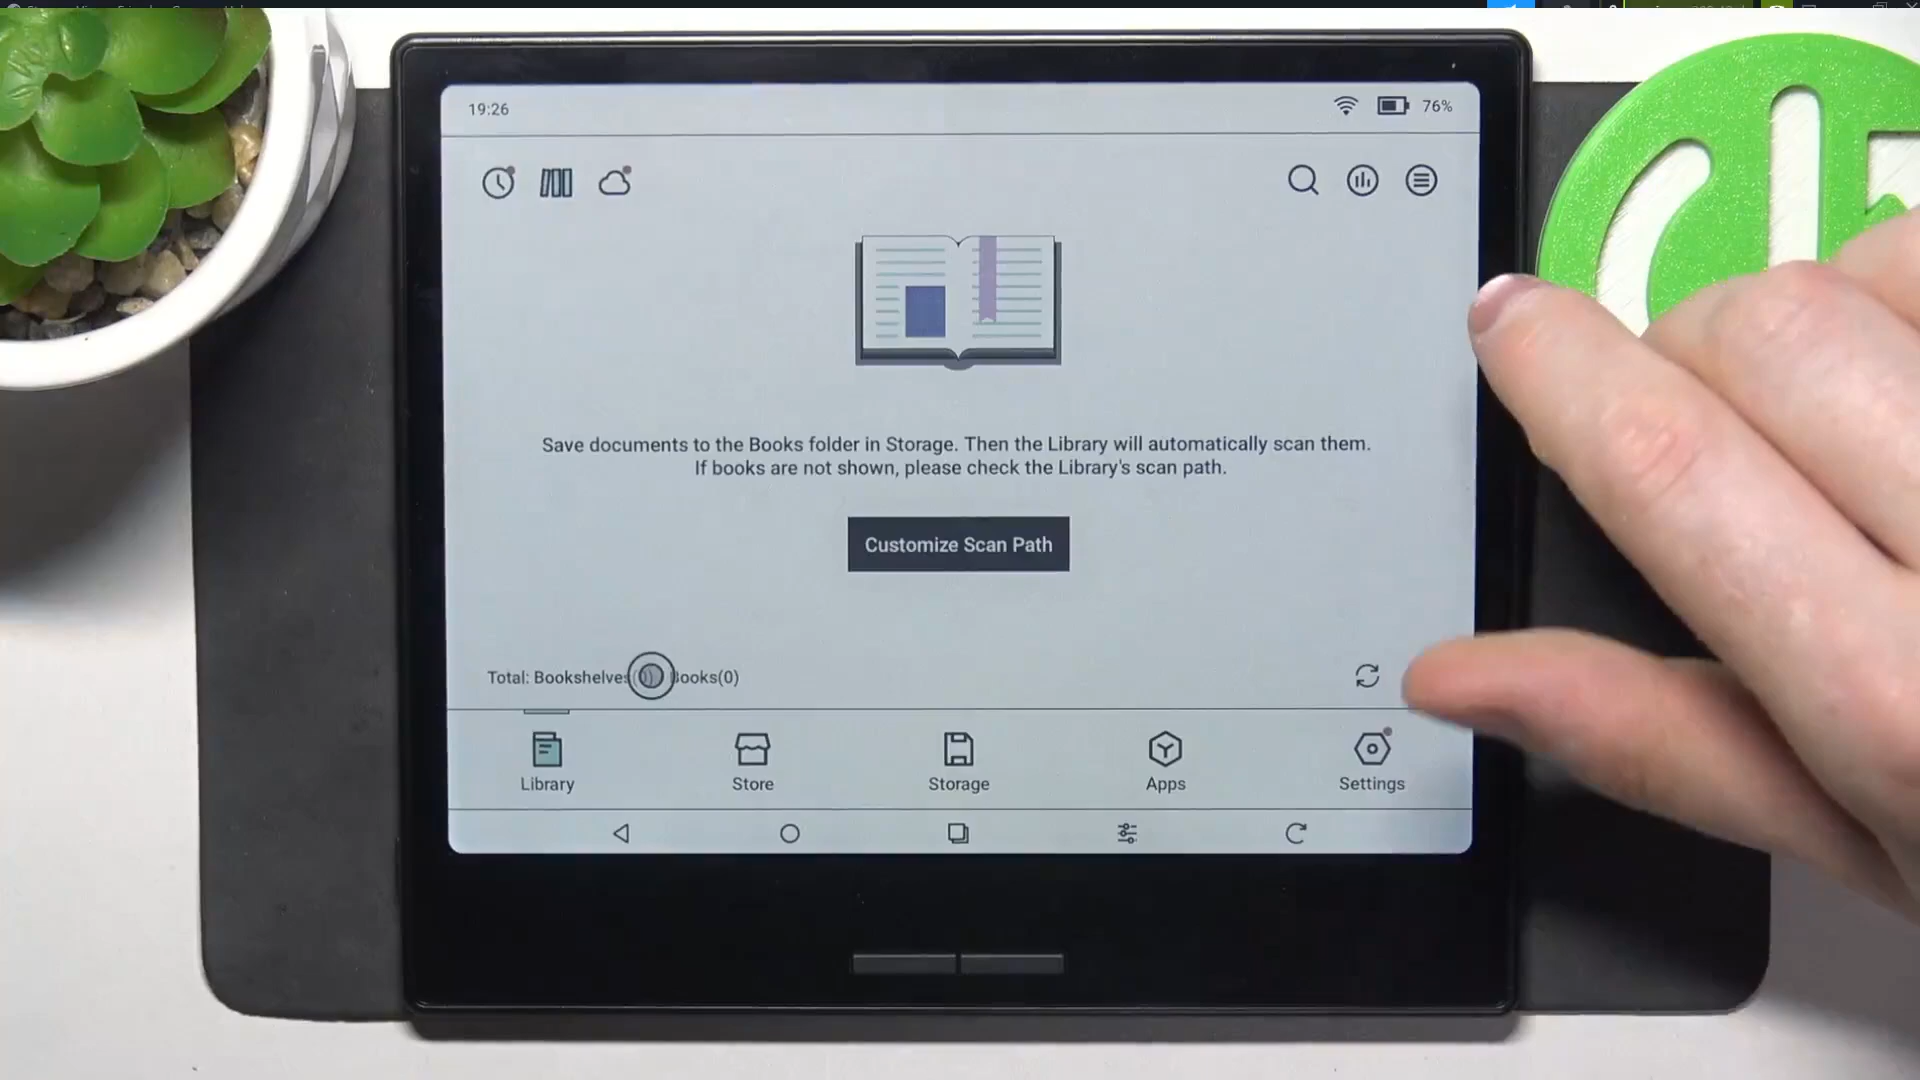 19:26
76%
Save documents to the Books folder in Storage. Then the Library will automatically scan them.
If books are not shown, please check the Library's scan path.
Customize Scan Path
Total: Bookshelves
Books(0)
Library
Store
Storage
Apps
Settings